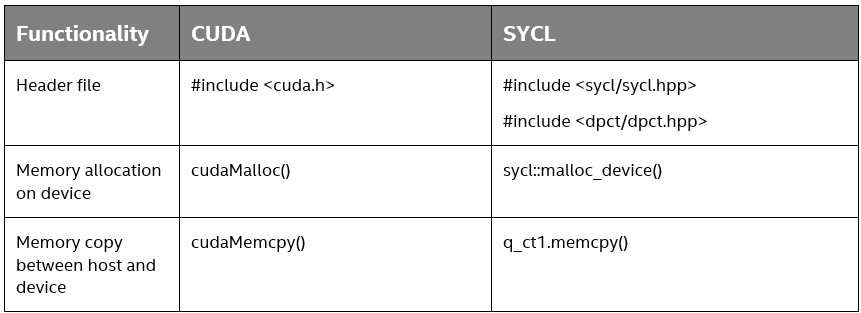 Functionality CUDA SYCL
Header file #include <cuda.h> #include <sycl/sycl.hpp>
#include <dpct/dpct.hpp>
Memory allocation cudaMalloc() sycl::malloc_device()
on device
Memory copy cudaMemcpy() q_ct1.memcpy()
between host and
device